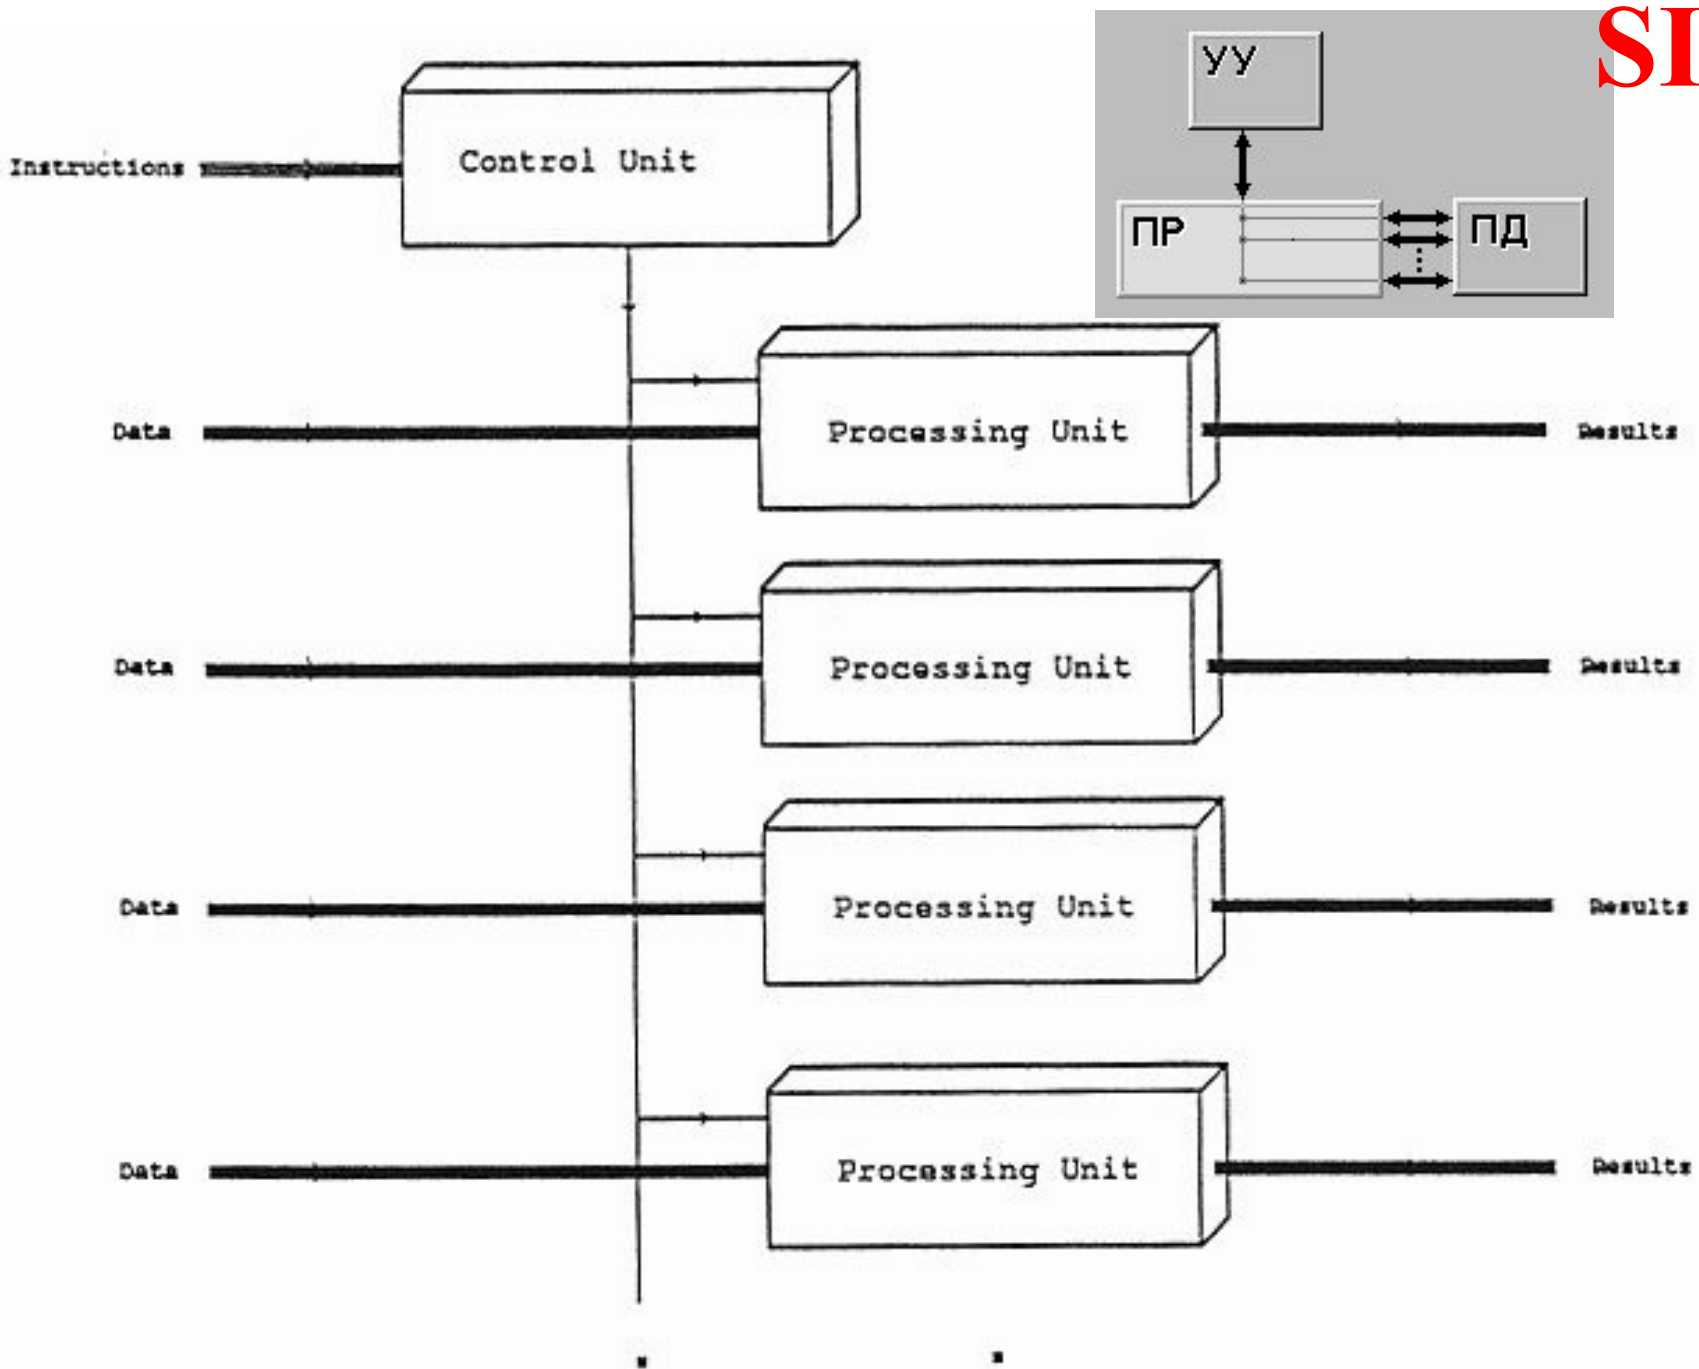 SI
УУ
Control Unit
Instructions
ПР ПД
Data Processing Unit Results
Data Processing Unit Results
Data Processing Unit Results
Data Processing Unit Results